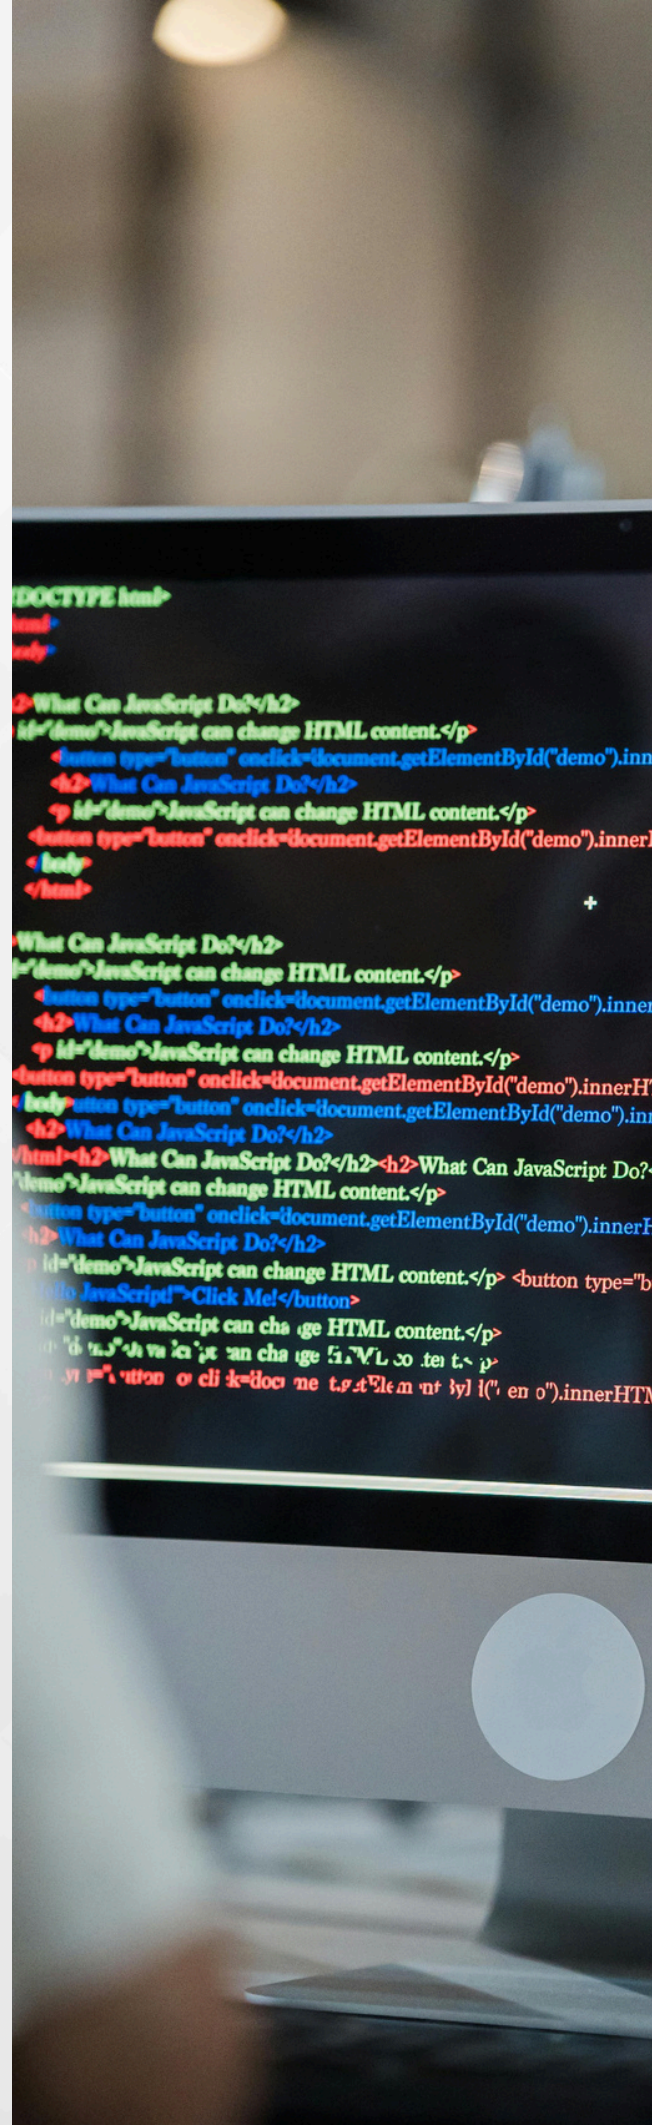 !DOCTYPE html>
html>
body>
2>What Can JavaScript Do?</h2>
id="demo">JavaScript can change HTML content.</p>
<button type="button" onclick='document.getElementById("demo").inn
<h2>What Can JavaScript Do?</h2>
<p id="demo">JavaScript can change HTML content.</p>
<button type="button" onclick='document.getElementById("demo").inner
</body>
</html>
>What Can JavaScript Do?</h2>
="demo">JavaScript can change HTML content.</p>
<button type="button" onclick='document.getElementById("demo").inner
<h2>What Can JavaScript Do?</h2>
<p id="demo">JavaScript can change HTML content.</p>
<button type="button" onclick='document.getElementById("demo").innerH
</body>utton type="button" onclick='document.getElementById("demo").inn
<h2>What Can JavaScript Do?</h2>
/html><h2>What Can JavaScript Do?</h2><h2>What Can JavaScript Do?<
"demo">JavaScript can change HTML content.</p>
<button type="button" onclick='document.getElementById("demo").innerH
h2>What Can JavaScript Do?</h2>
p id="demo">JavaScript can change HTML content.</p> <button type="b
JavaScript!'">Click Me!</button>
id="demo">JavaScript can change HTML content.</p>
innerHTM